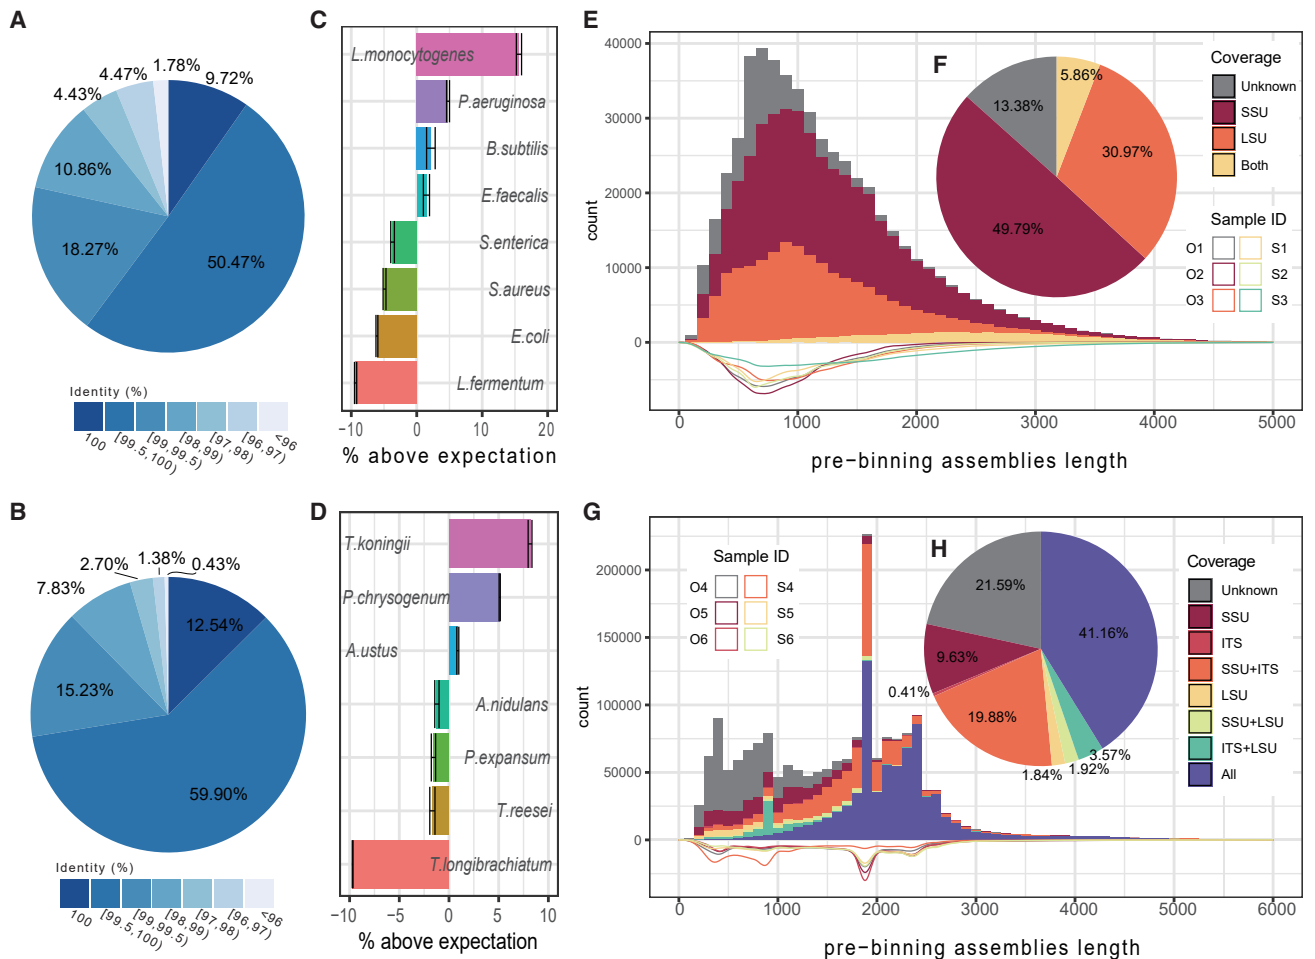 A
1.78%
4.47%
9.72%
4.43%
10.86%
18.27%
50.47%
Identity (%)
100
[99.5,100)
[99,99.5)
[98,99)
[97,98)
[96,97)
<96
B
1.38%
0.43%
2.70%
7.83%
12.54%
15.23%
59.90%
Identity (%)
100
[99.5,100)
[99,99.5)
[98,99)
[97,98)
[96,97)
<96
C
L.monocytogenes
P.aeruginosa
B.subtilis
E.faecalis
S.enterica
S.aureus
E.coli
L.fermentum
−10 0 10 20
% above expectation
D
T.koningii
P.chrysogenum
A.ustus
A.nidulans
P.expansum
T.reesei
T.longibrachiatum
−10 −5 0 5 10
% above expectation
E
40000
30000
20000
10000
0
count
0 1000 2000 3000 4000 5000
pre−binning assemblies length
F
5.86%
13.38%
30.97%
49.79%
Coverage
Unknown
SSU
LSU
Both
Sample ID
O1 S1
O2 S2
O3 S3
G
200000
150000
100000
50000
0
count
Sample ID
O4 S4
O5 S5
O6 S6
0 1000 2000 3000 4000 5000 6000
pre−binning assemblies length
H
21.59%
41.16%
9.63%
0.41%
19.88%
3.57%
1.92%
1.84%
Coverage
Unknown
SSU
ITS
SSU+ITS
LSU
SSU+LSU
ITS+LSU
All